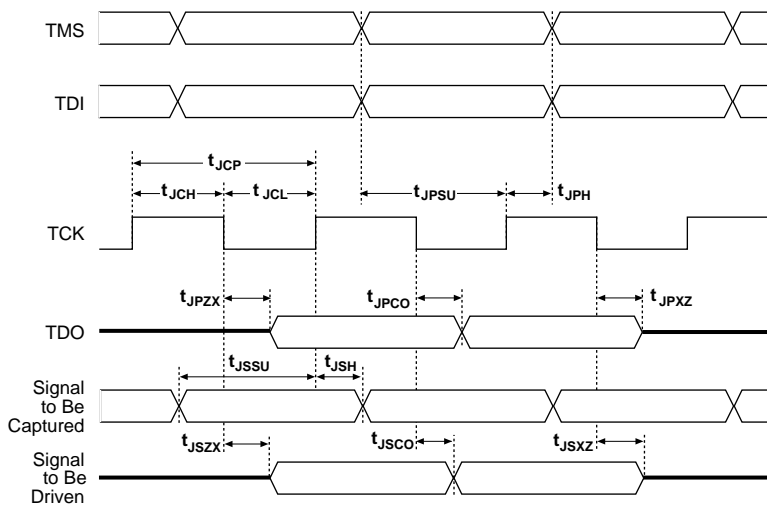 TMS
TDI
tJCP
tJCH
tJCL
tJPSU
tJPH
TCK
tJPZX
tJPCO
tJPXZ
TDO
tJSSU
tJSH
Signal
to Be
Captured
tJSZX
tJSCO
tJSXZ
Signal
to Be
Driven